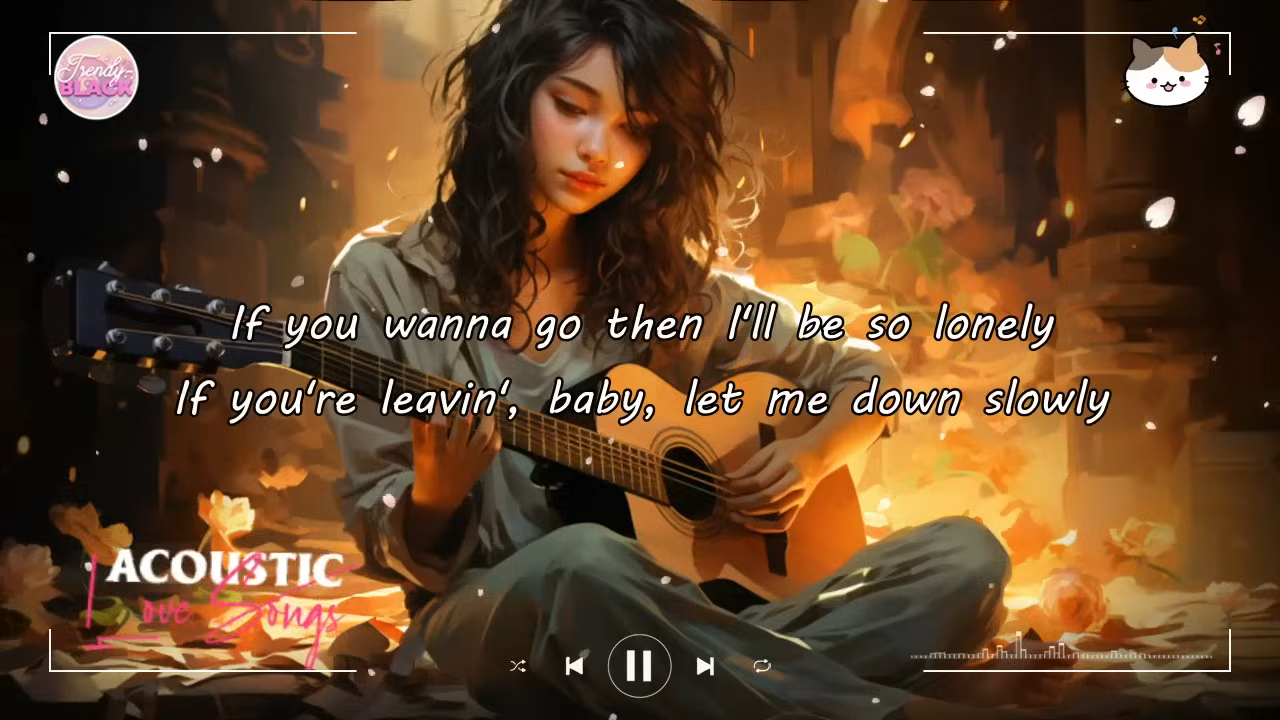 Trendy-
BLACK
If you wanna go then I'll be so lonely
If you're leavin', baby, let me down slowly
ACOUSTIC
Love Songs